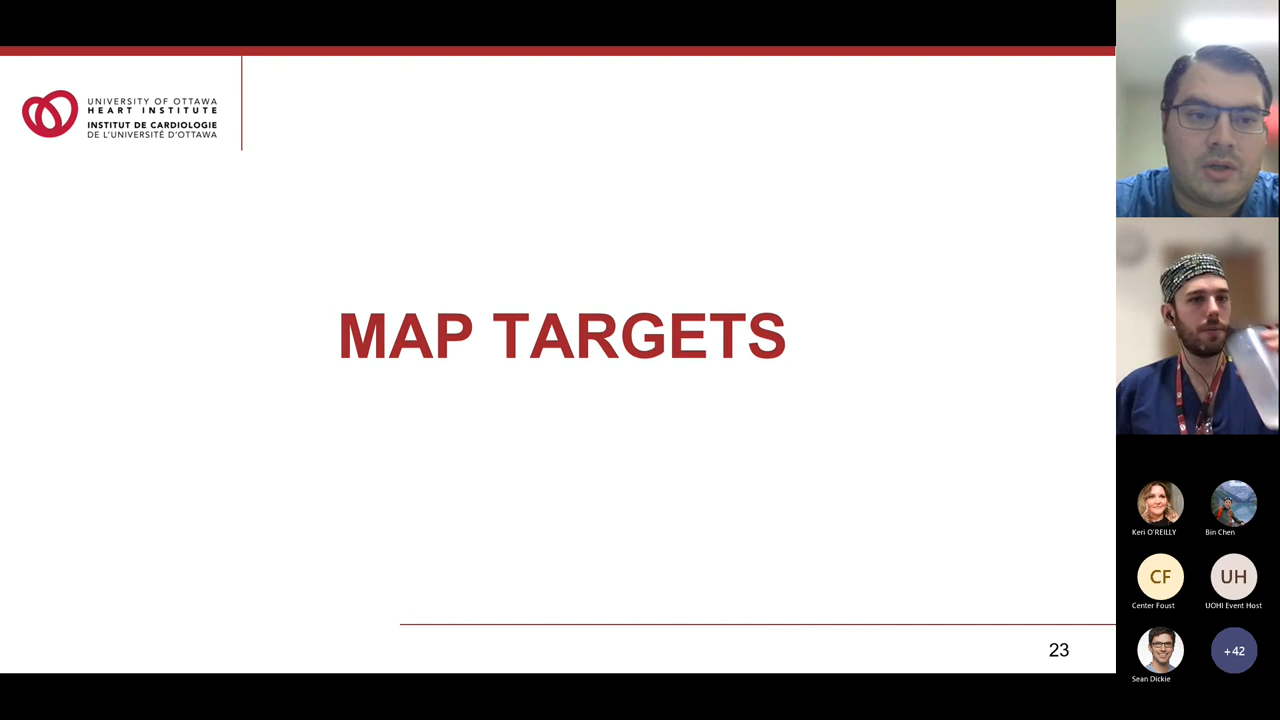 UNIVERSITY OF OTTAWA
HEART INSTITUTE
INSTITUT DE CARDIOLOGIE
DE L'UNIVERSITÉ D'OTTAWA
MAP TARGETS
23
Keri O'REILLY
Bin Chen
CF
UH
Center Foust
UOHI Event Host
+42
Sean Dickie